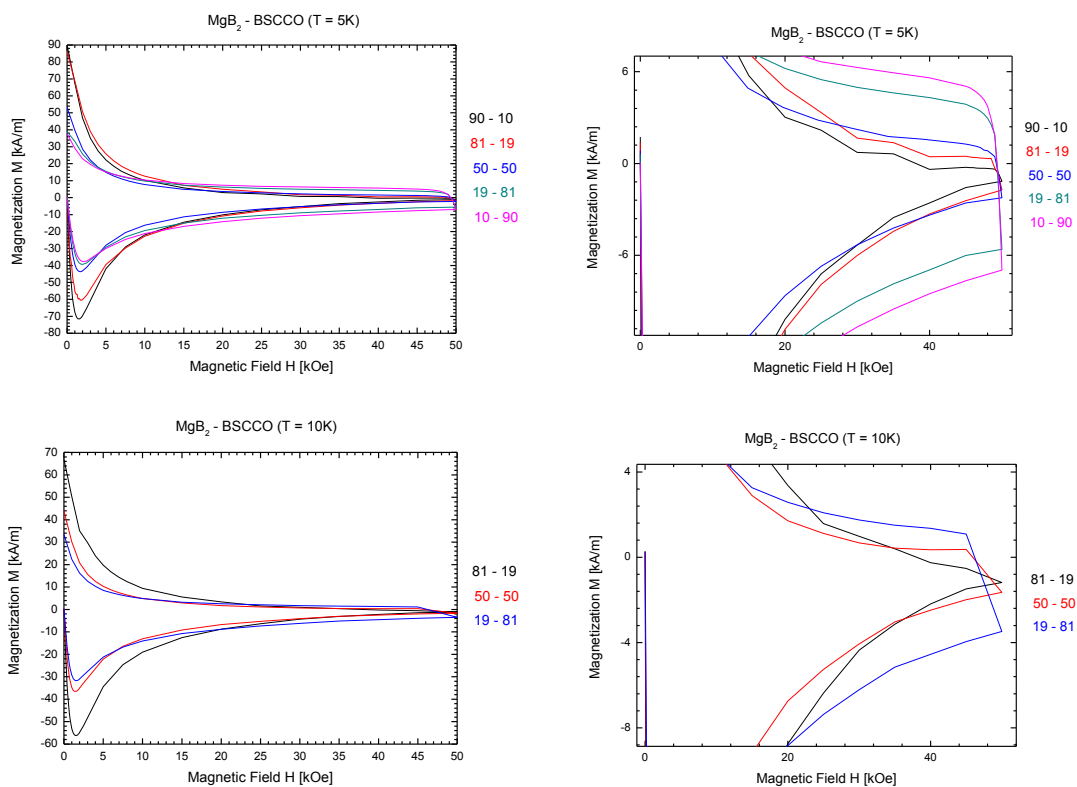 MgB2 - BSCCO (T = 5K)
90
80
70
60
50
40
30
20
10
0
-10
-20
-30
-40
-50
-60
-70
-80
0
5
10
15
20
25
30
35
40
45
50
Magnetization M [kA/m]
Magnetic Field H [kOe]
90 - 10
81 - 19
50 - 50
19 - 81
10 - 90
MgB2 - BSCCO (T = 5K)
6
0
-6
0
20
40
Magnetization M [kA/m]
Magnetic Field H [kOe]
90 - 10
81 - 19
50 - 50
19 - 81
10 - 90
MgB2 - BSCCO (T = 10K)
70
60
50
40
30
20
10
0
-10
-20
-30
-40
-50
-60
0
5
10
15
20
25
30
35
40
45
50
Magnetization M [kA/m]
Magnetic Field H [kOe]
81 - 19
50 - 50
19 - 81
MgB2 - BSCCO (T = 10K)
4
0
-4
-8
0
20
40
Magnetization M [kA/m]
Magnetic Field H [kOe]
81 - 19
50 - 50
19 - 81